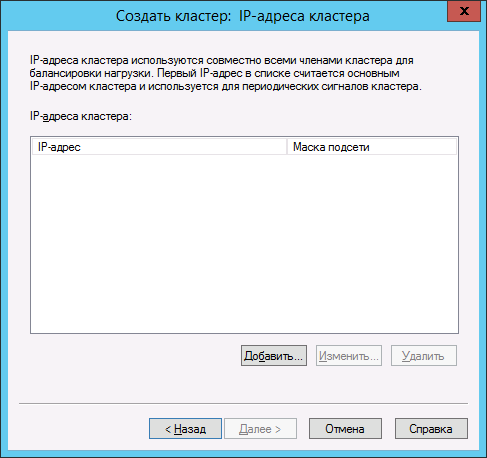 Создать кластер: IP-адреса кластера
x
IP-адреса кластера используются совместно всеми членами кластера для
балансировки нагрузки. Первый IP-адрес в списке считается основным
IP-адресом кластера и используется для периодических сигналов кластера.
IP-адреса кластера:
IP-адрес Маска подсети
Добавить... Изменить... Удалить
< Назад Далее > Отмена Справка